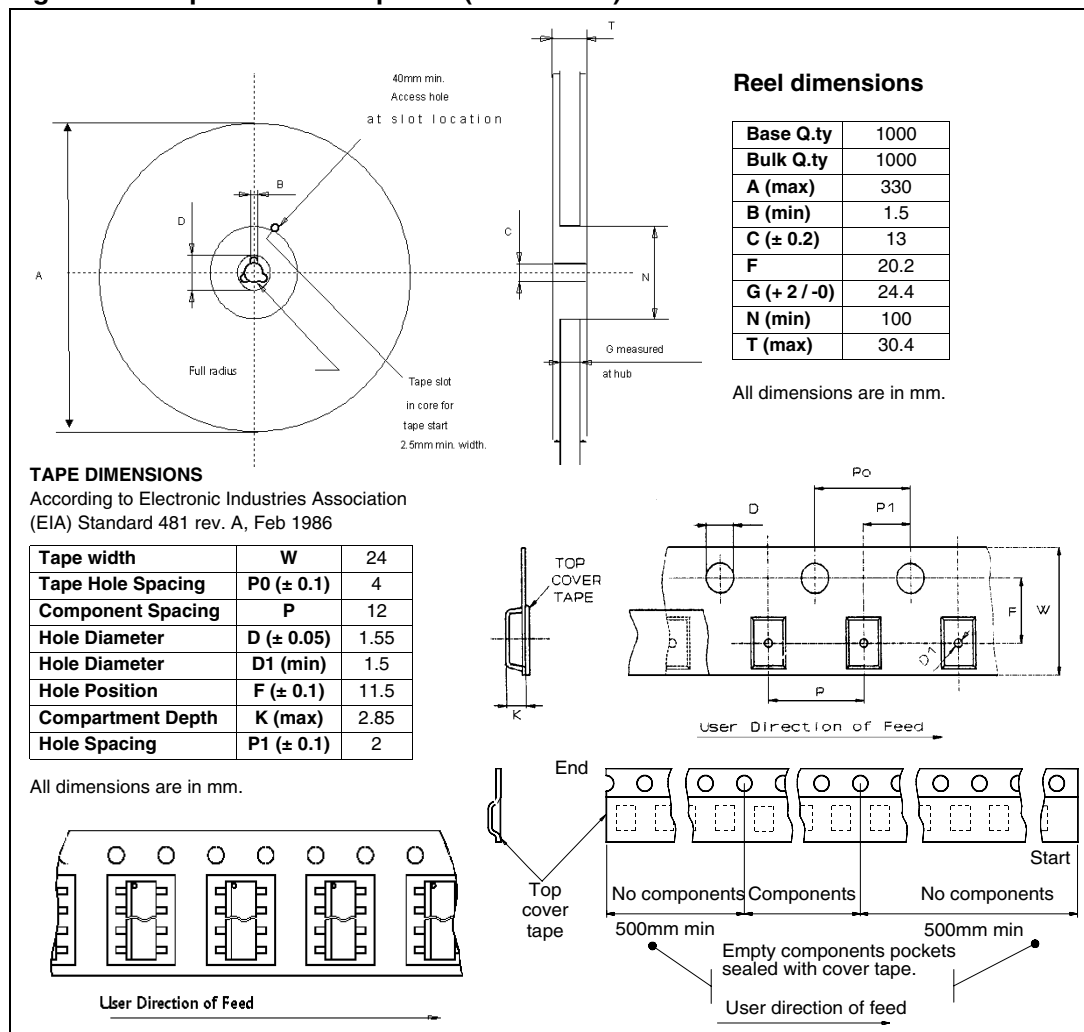 T
40mm min.
Access hole
at slot location
B
D
A
C
N
Full radius
G measured
at hub
Tape slot
in core for
tape start
2.5mm min. width.
Reel dimensions
Base Q.ty 1000
Bulk Q.ty 1000
A (max) 330
B (min) 1.5
C (± 0.2) 13
F 20.2
G (+ 2 / -0) 24.4
N (min) 100
T (max) 30.4
All dimensions are in mm.
TAPE DIMENSIONS
According to Electronic Industries Association
(EIA) Standard 481 rev. A, Feb 1986
Tape width W 24
Tape Hole Spacing P0 (± 0.1) 4
Component Spacing P 12
Hole Diameter D (± 0.05) 1.55
Hole Diameter D1 (min) 1.5
Hole Position F (± 0.1) 11.5
Compartment Depth K (max) 2.85
Hole Spacing P1 (± 0.1) 2
All dimensions are in mm.
Po
D
P1
TOP
COVER
TAPE
F
W
D1
K
P
User Direction of Feed
End
Start
Top
cover
tape
No components
Components
No components
500mm min
500mm min
Empty components pockets
sealed with cover tape.
User direction of feed
User Direction of Feed